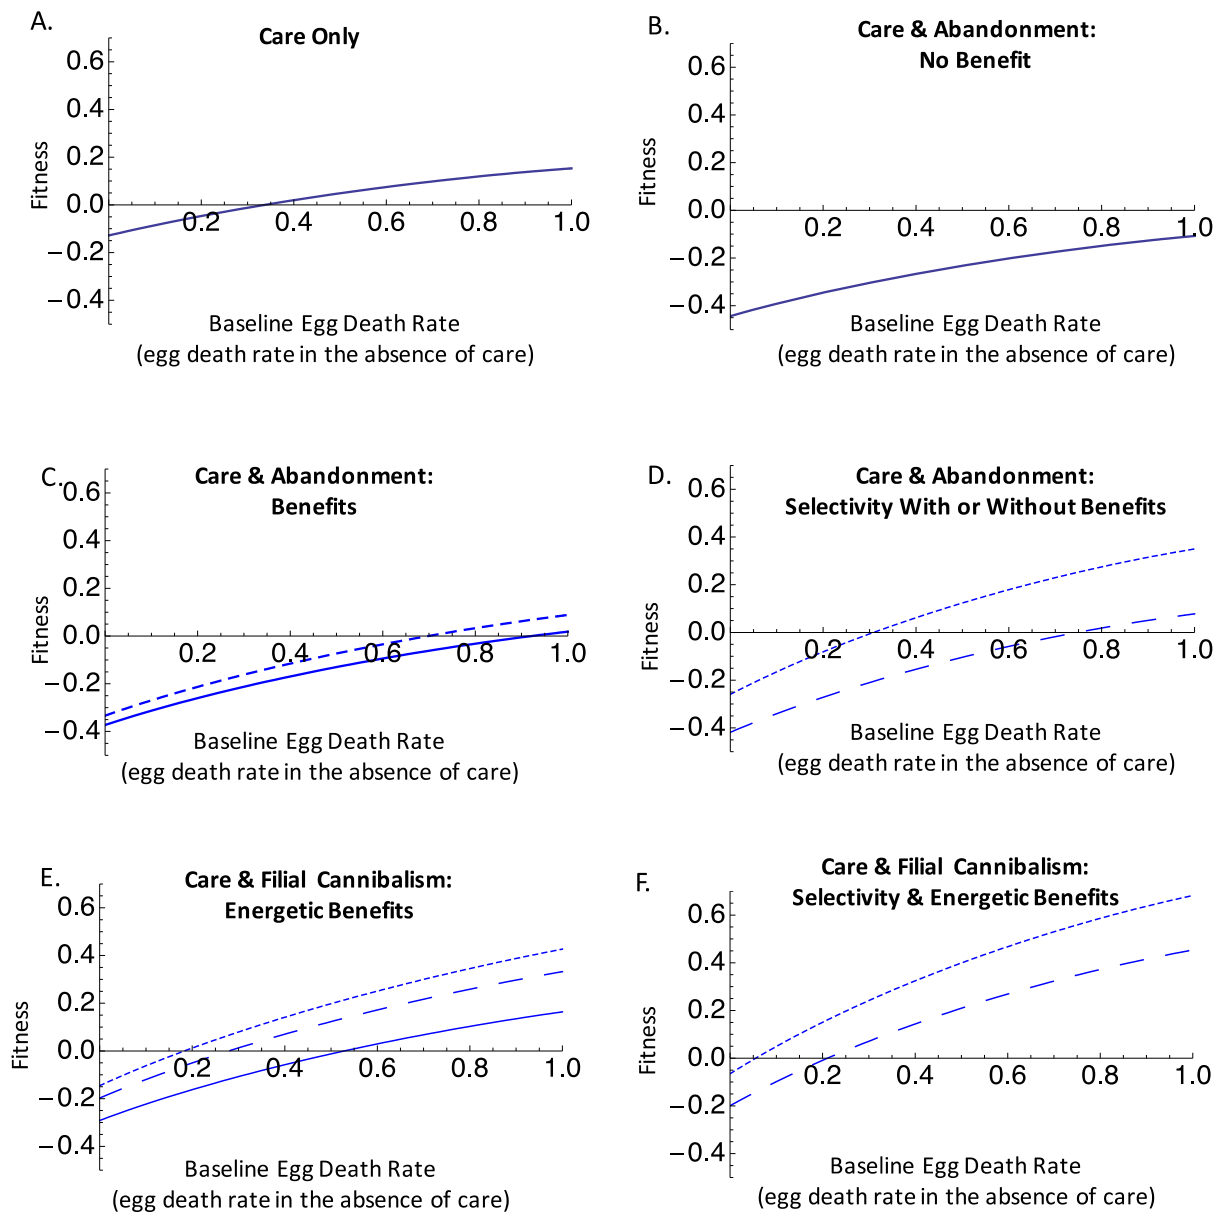 A.
Care Only
0.6
0.4
0.2
0.0
−0.2
−0.4
Fitness
0.2 0.4 0.6 0.8 1.0
Baseline Egg Death Rate
(egg death rate in the absence of care)
B.
Care & Abandonment:
No Benefit
0.6
0.4
0.2
0.0
−0.2
−0.4
Fitness
0.2 0.4 0.6 0.8 1.0
Baseline Egg Death Rate
(egg death rate in the absence of care)
C.
Care & Abandonment:
Benefits
0.6
0.4
0.2
0.0
−0.2
−0.4
Fitness
0.2 0.4 0.6 0.8 1.0
Baseline Egg Death Rate
(egg death rate in the absence of care)
D.
Care & Abandonment:
Selectivity With or Without Benefits
0.6
0.4
0.2
0.0
−0.2
−0.4
Fitness
0.2 0.4 0.6 0.8 1.0
Baseline Egg Death Rate
(egg death rate in the absence of care)
E.
Care & Filial Cannibalism:
Energetic Benefits
0.6
0.4
0.2
0.0
−0.2
−0.4
Fitness
0.2 0.4 0.6 0.8 1.0
Baseline Egg Death Rate
(egg death rate in the absence of care)
F.
Care & Filial Cannibalism:
Selectivity & Energetic Benefits
0.6
0.4
0.2
0.0
−0.2
−0.4
Fitness
0.2 0.4 0.6 0.8 1.0
Baseline Egg Death Rate
(egg death rate in the absence of care)